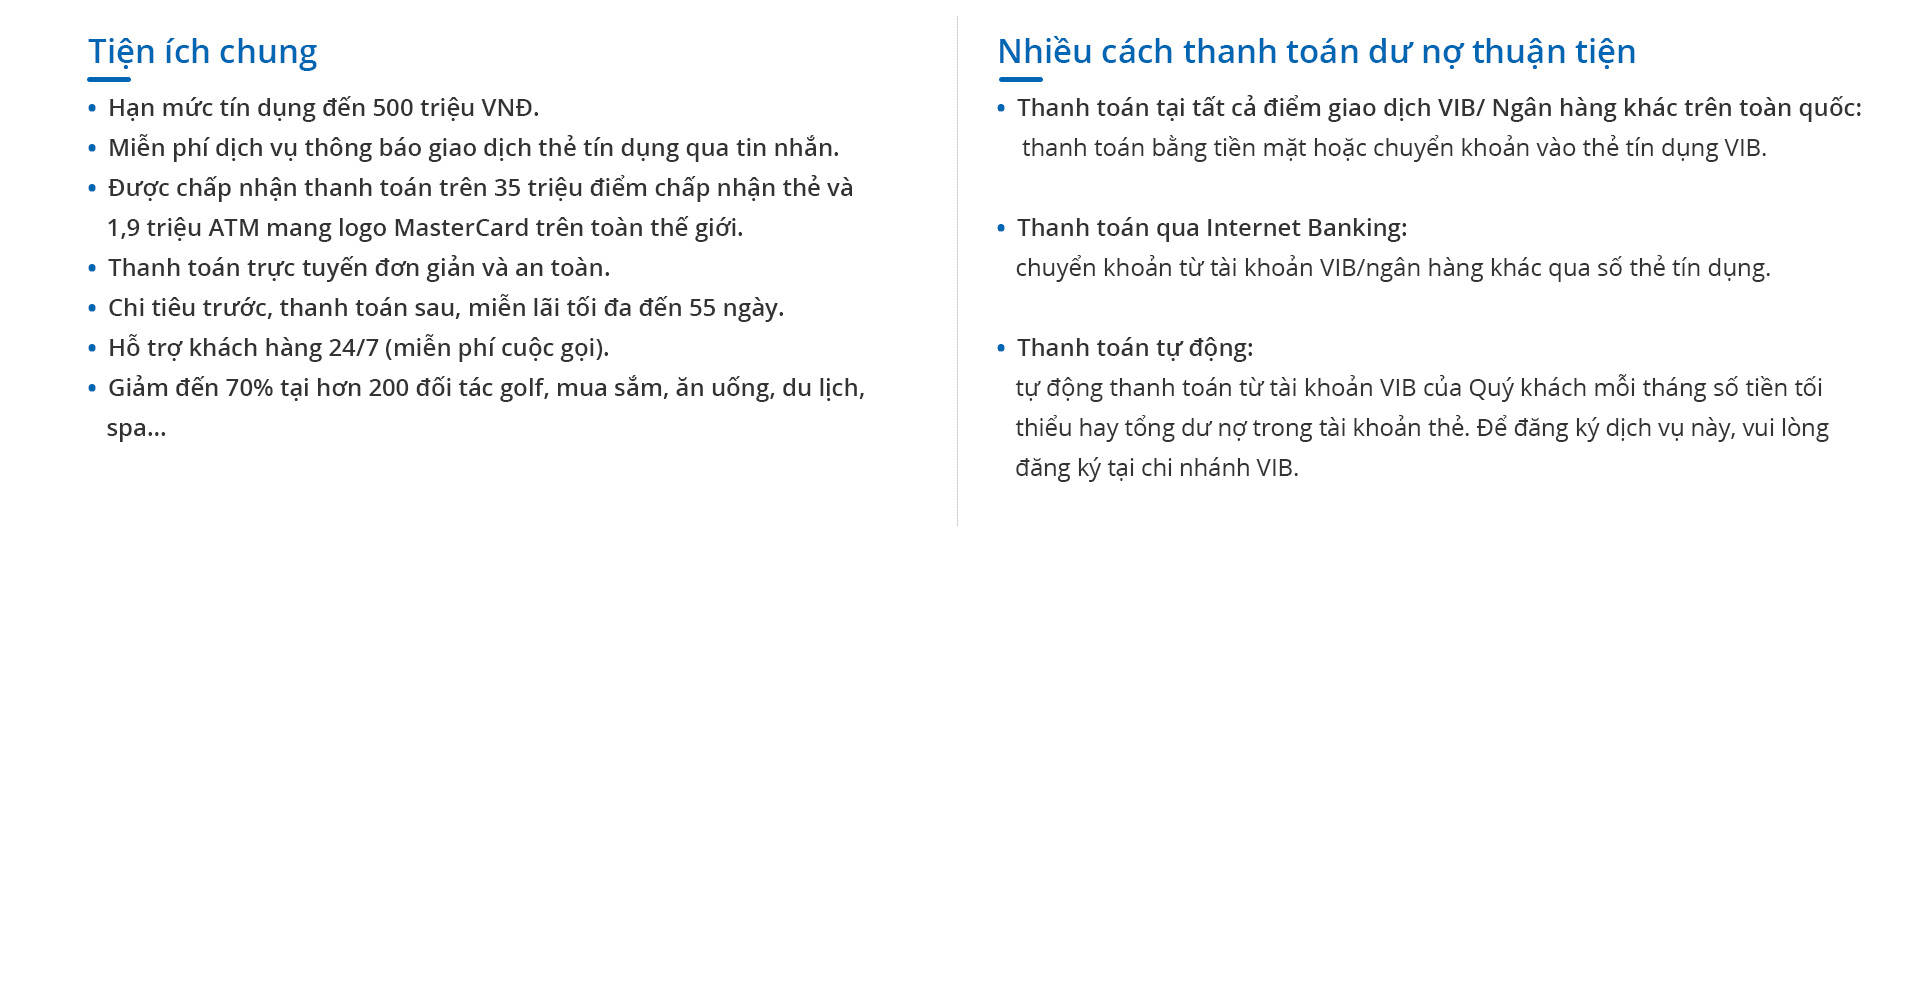 Tiện ích chung
• Hạn mức tín dụng đến 500 triệu VNĐ.
• Miễn phí dịch vụ thông báo giao dịch thẻ tín dụng qua tin nhắn.
• Được chấp nhận thanh toán trên 35 triệu điểm chấp nhận thẻ và
1,9 triệu ATM mang logo MasterCard trên toàn thế giới.
• Thanh toán trực tuyến đơn giản và an toàn.
• Chi tiêu trước, thanh toán sau, miễn lãi tối đa đến 55 ngày.
• Hỗ trợ khách hàng 24/7 (miễn phí cuộc gọi).
• Giảm đến 70% tại hơn 200 đối tác golf, mua sắm, ăn uống, du lịch,
spa...
Nhiều cách thanh toán dư nợ thuận tiện
• Thanh toán tại tất cả điểm giao dịch VIB/ Ngân hàng khác trên toàn quốc:
thanh toán bằng tiền mặt hoặc chuyển khoản vào thẻ tín dụng VIB.
• Thanh toán qua Internet Banking:
chuyển khoản từ tài khoản VIB/ngân hàng khác qua số thẻ tín dụng.
• Thanh toán tự động:
tự động thanh toán từ tài khoản VIB của Quý khách mỗi tháng số tiền tối
thiểu hay tổng dư nợ trong tài khoản thẻ. Để đăng ký dịch vụ này, vui lòng
đăng ký tại chi nhánh VIB.